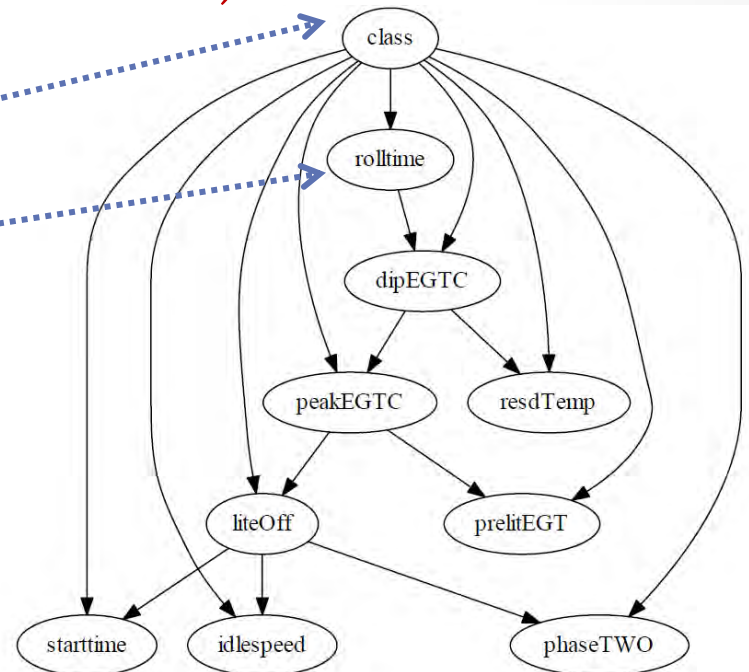 class
rolltime
dipEGTC
peakEGTC
resdTemp
liteOff
prelitEGT
starttime
idlespeed
phaseTWO